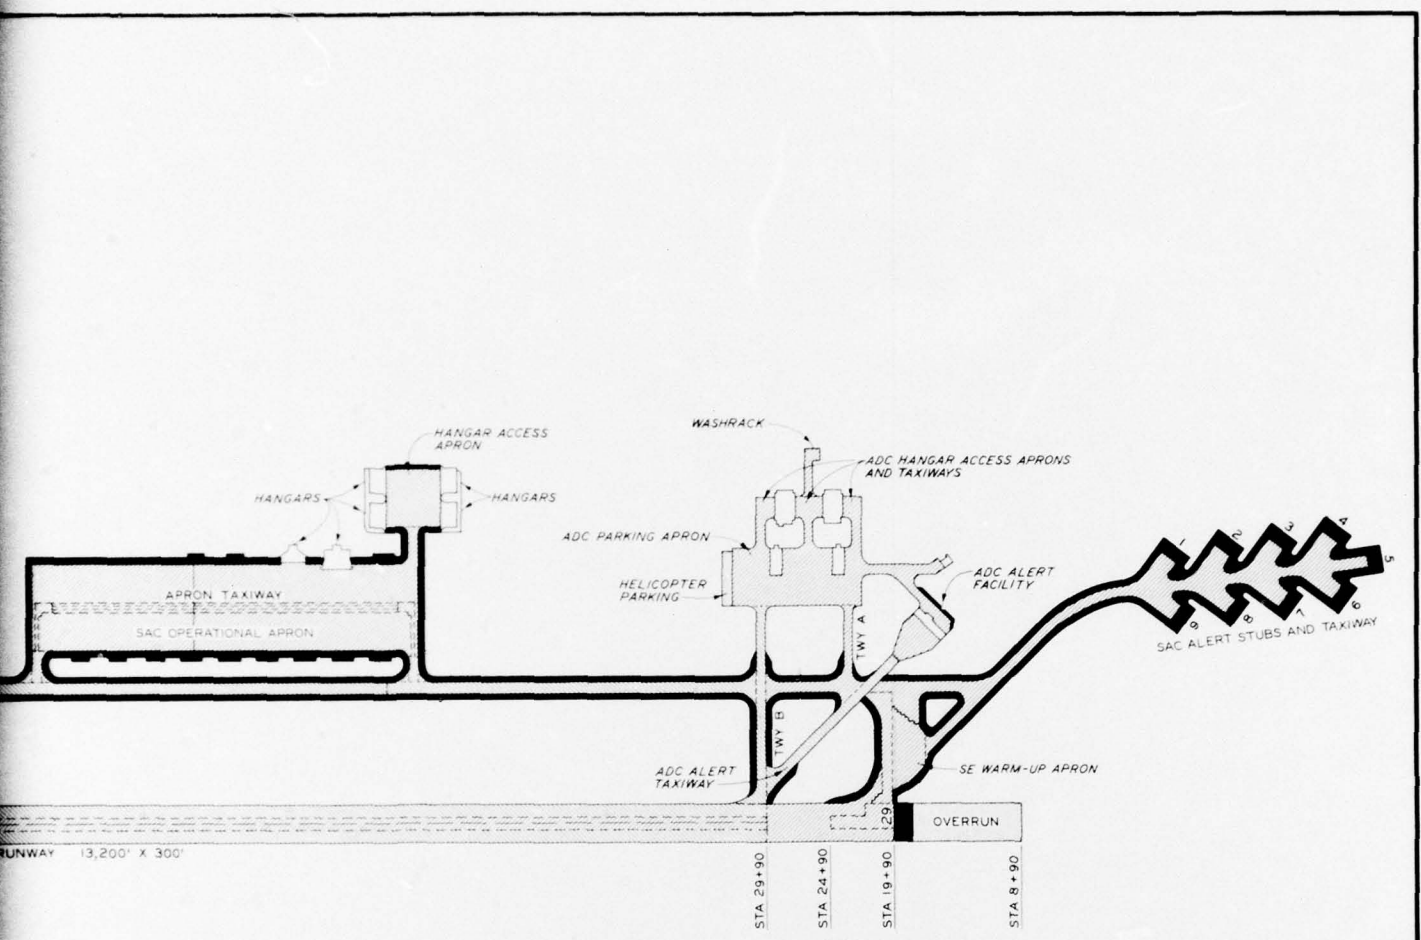 WASHRACK
HANGAR ACCESS
APRON
ADC HANGAR ACCESS APRONS
AND TAXIWAYS
HANGARS
HANGARS
ADC PARKING APRON
HELICOPTER
PARKING
ADC ALERT
FACILITY
1
2
3
4
5
6
7
8
9
SAC ALERT STUBS AND TAXIWAY
APRON TAXIWAY
SAC OPERATIONAL APRON
TWY A
TWY B
ADC ALERT
TAXIWAY
SE WARM-UP APRON
29
OVERRUN
RUNWAY 13,200' X 300'
STA 29+90
STA 24+90
STA 19+90
STA 8+90